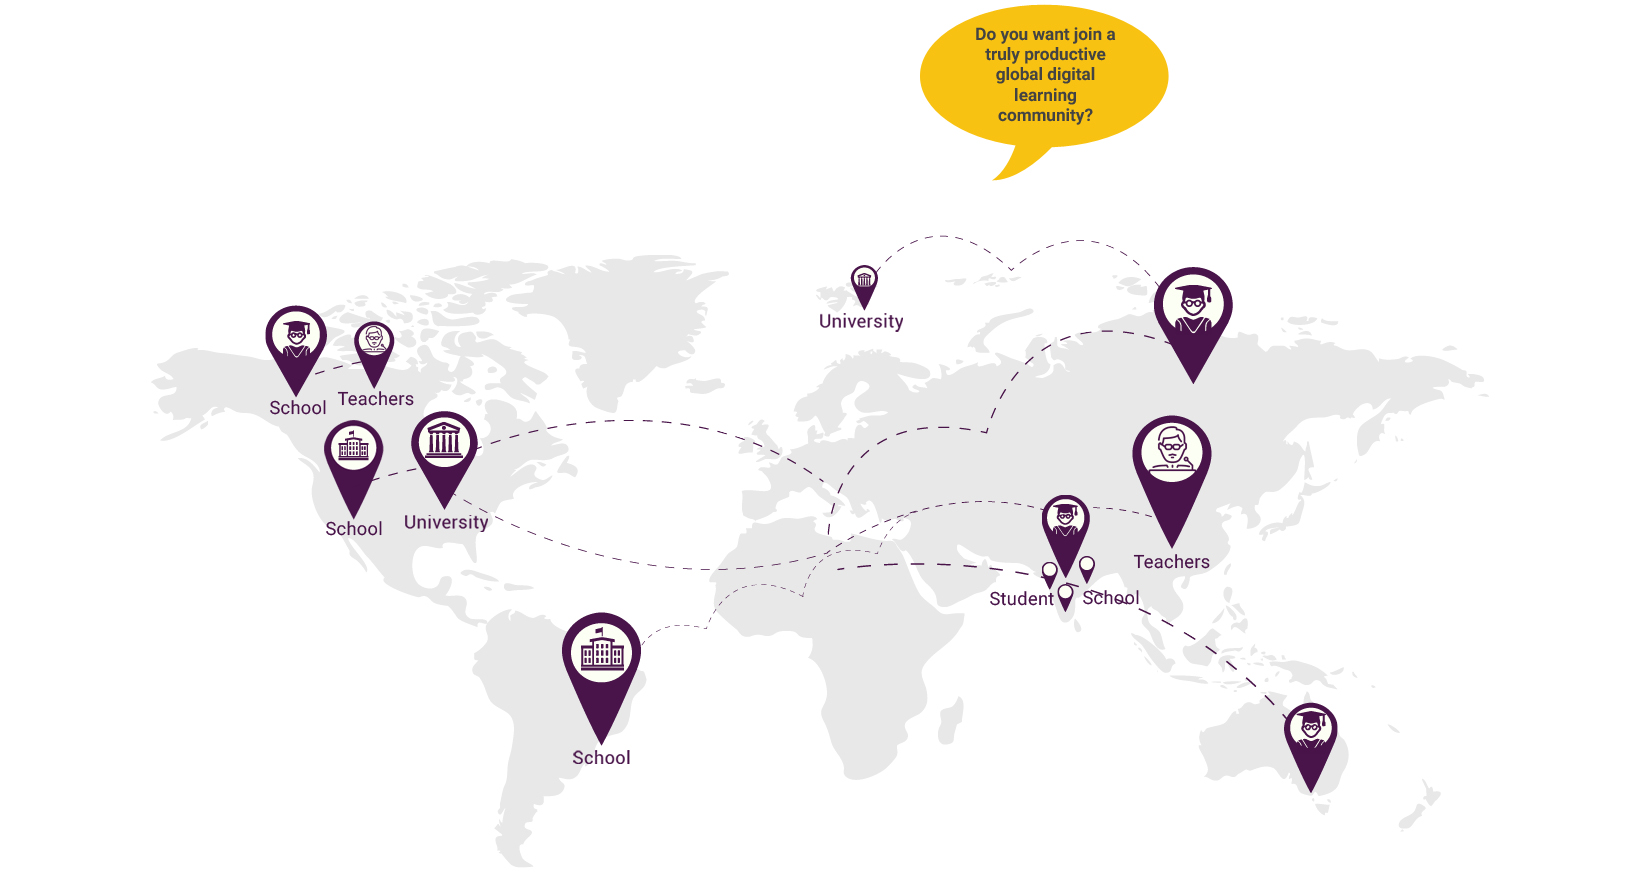 Do you want join a
truly productive
global digital
learning
community?
University
School
Teachers
School
University
Teachers
Student
School
School